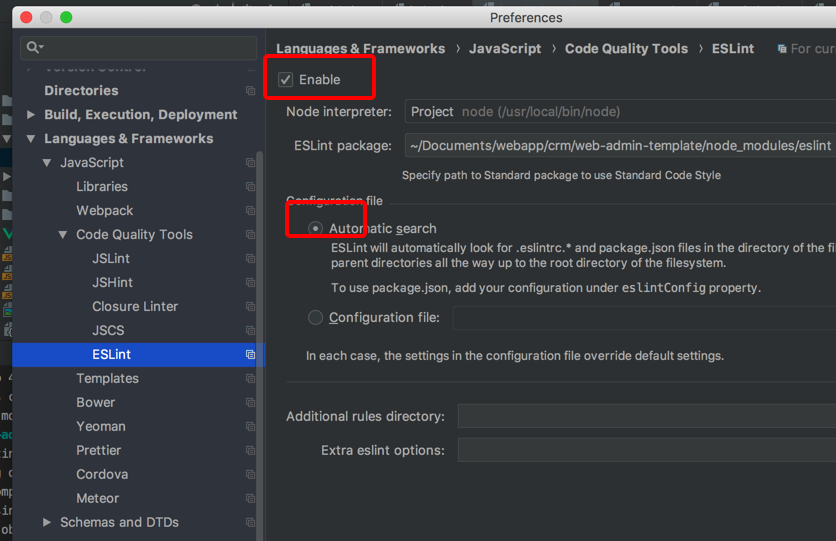 Preferences
Languages & Frameworks › JavaScript › Code Quality Tools › ESLint For cur
Version Control
Directories
Build, Execution, Deployment
Languages & Frameworks
JavaScript
Libraries
Webpack
Code Quality Tools
JSLint
JSHint
Closure Linter
JSCS
ESLint
Templates
Bower
Yeoman
Prettier
Cordova
Meteor
Schemas and DTDs
Enable
Node interpreter: Project node (/usr/local/bin/node)
ESLint package: ~/Documents/webapp/crm/web-admin-template/node_modules/eslint
Specify path to Standard package to use Standard Code Style
Configuration file
Automatic search
ESLint will automatically look for .eslintrc.* and package.json files in the directory of the fil
parent directories all the way up to the root directory of the filesystem.
To use package.json, add your configuration under eslintConfig property.
Configuration file:
In each case, the settings in the configuration file override default settings.
Additional rules directory:
Extra eslint options: